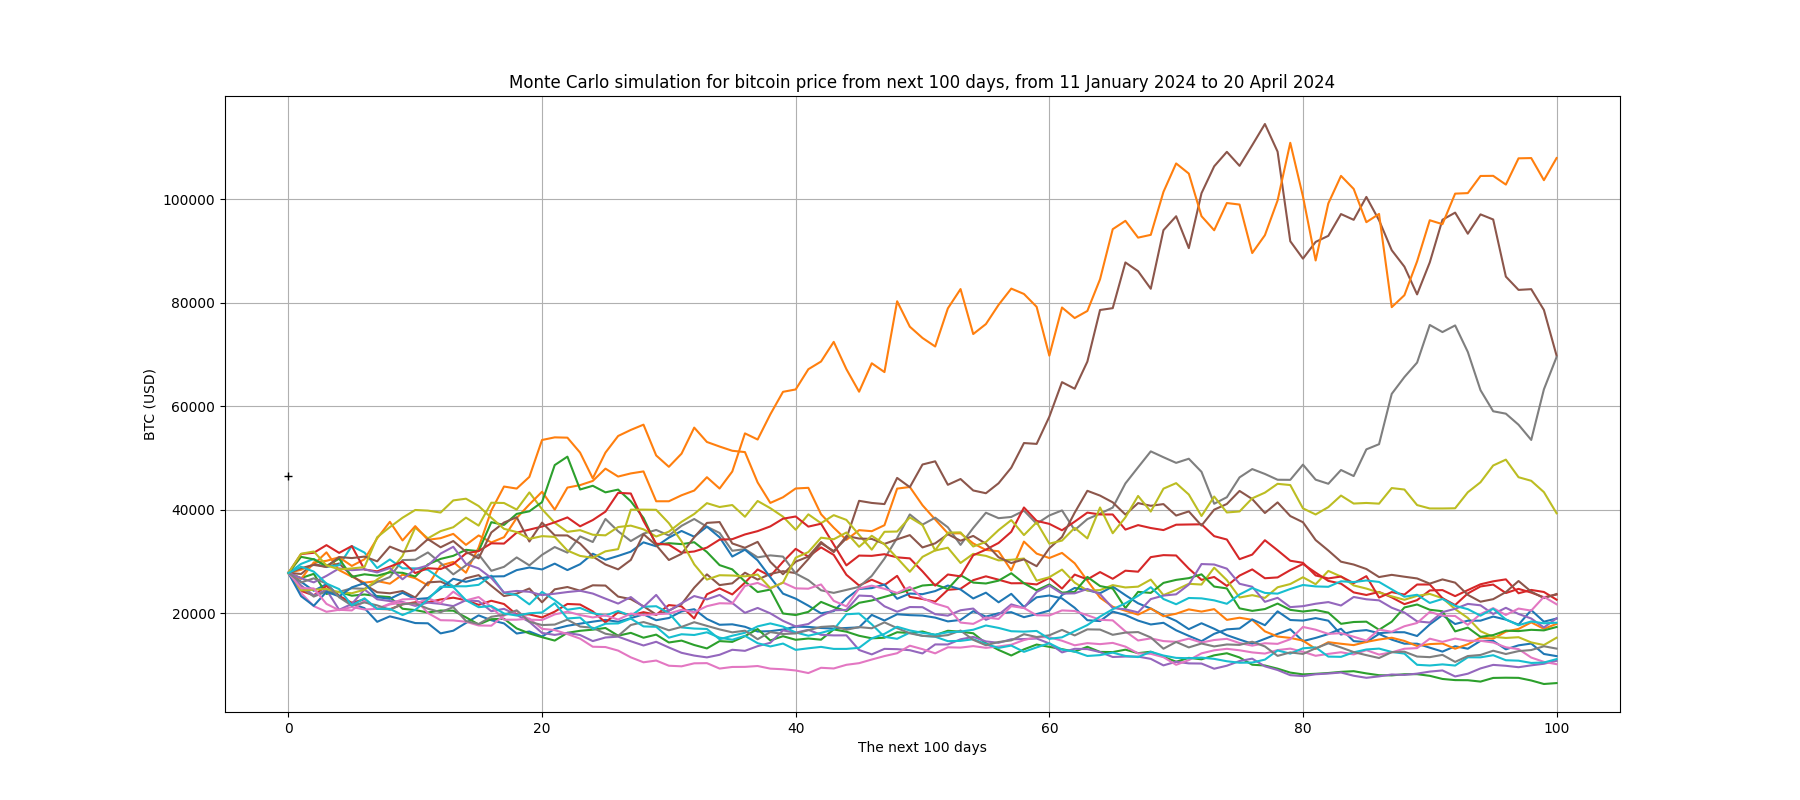 Monte Carlo simulation for bitcoin price from next 100 days, from 11 January 2024 to 20 April 2024
100000
80000
60000
40000
20000
BTC (USD)
0 20 40 60 80 100
The next 100 days